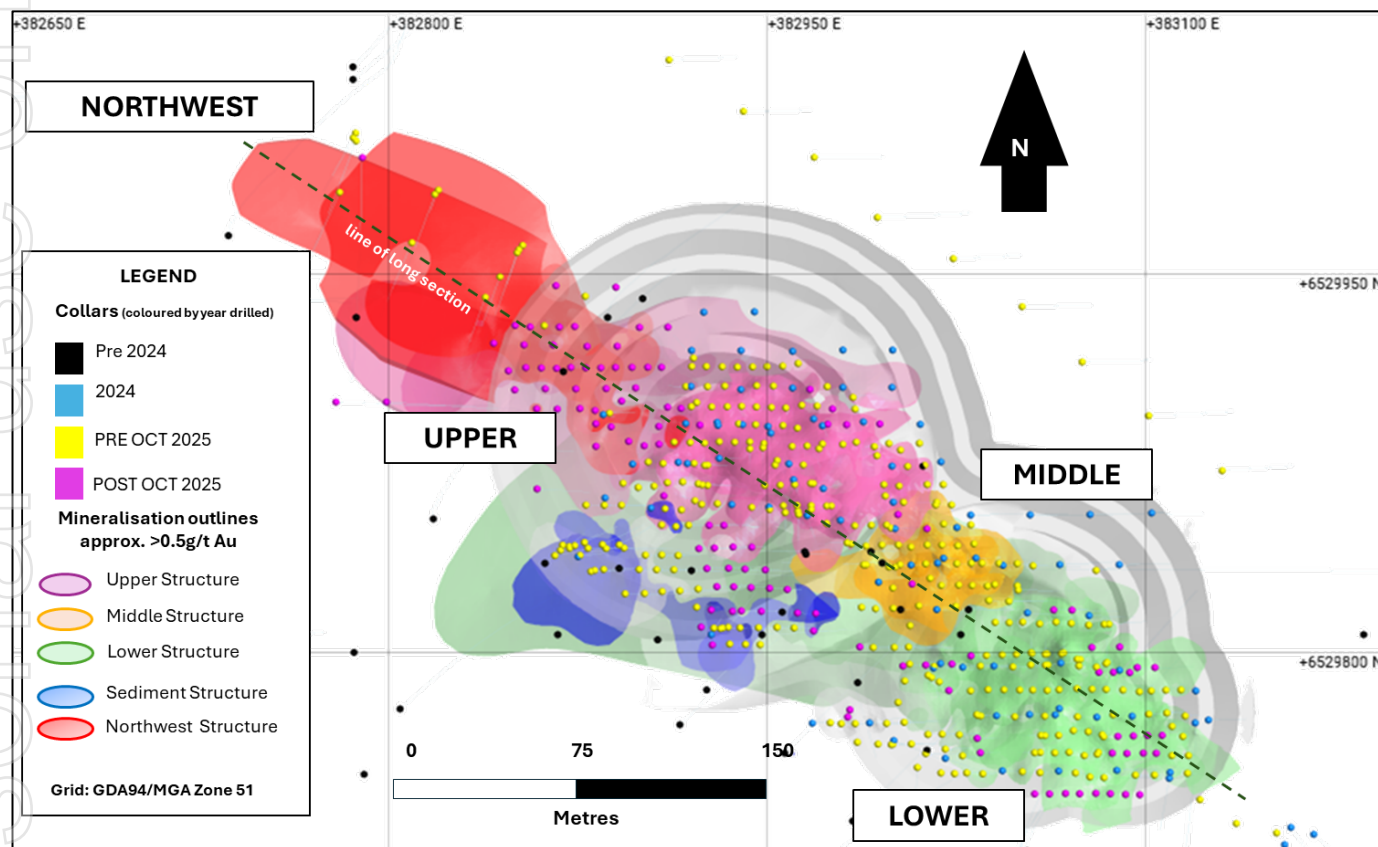 +382650 E
+382800 E
+382950 E
+383100 E
NORTHWEST
N
line of long section
+6529950 N
LEGEND
Collars (coloured by year drilled)
Pre 2024
2024
PRE OCT 2025
POST OCT 2025
Mineralisation outlines
approx. >0.5g/t Au
Upper Structure
Middle Structure
Lower Structure
Sediment Structure
Northwest Structure
Grid: GDA94/MGA Zone 51
UPPER
MIDDLE
+6529800 N
0 75 150
Metres
LOWER